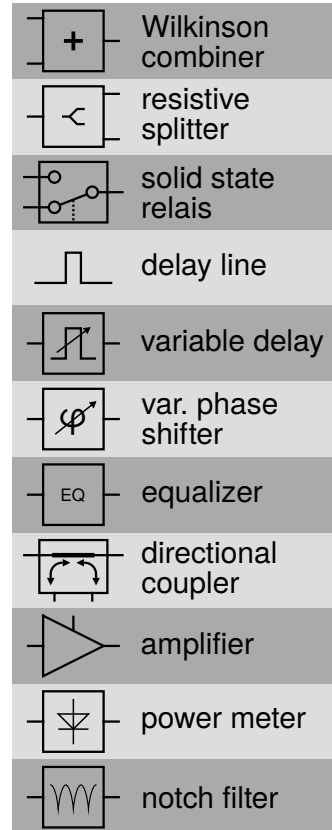 +
Wilkinson
combiner
resistive
splitter
solid state
relais
delay line
variable delay
φ
var. phase
shifter
EQ
equalizer
directional
coupler
amplifier
power meter
notch filter